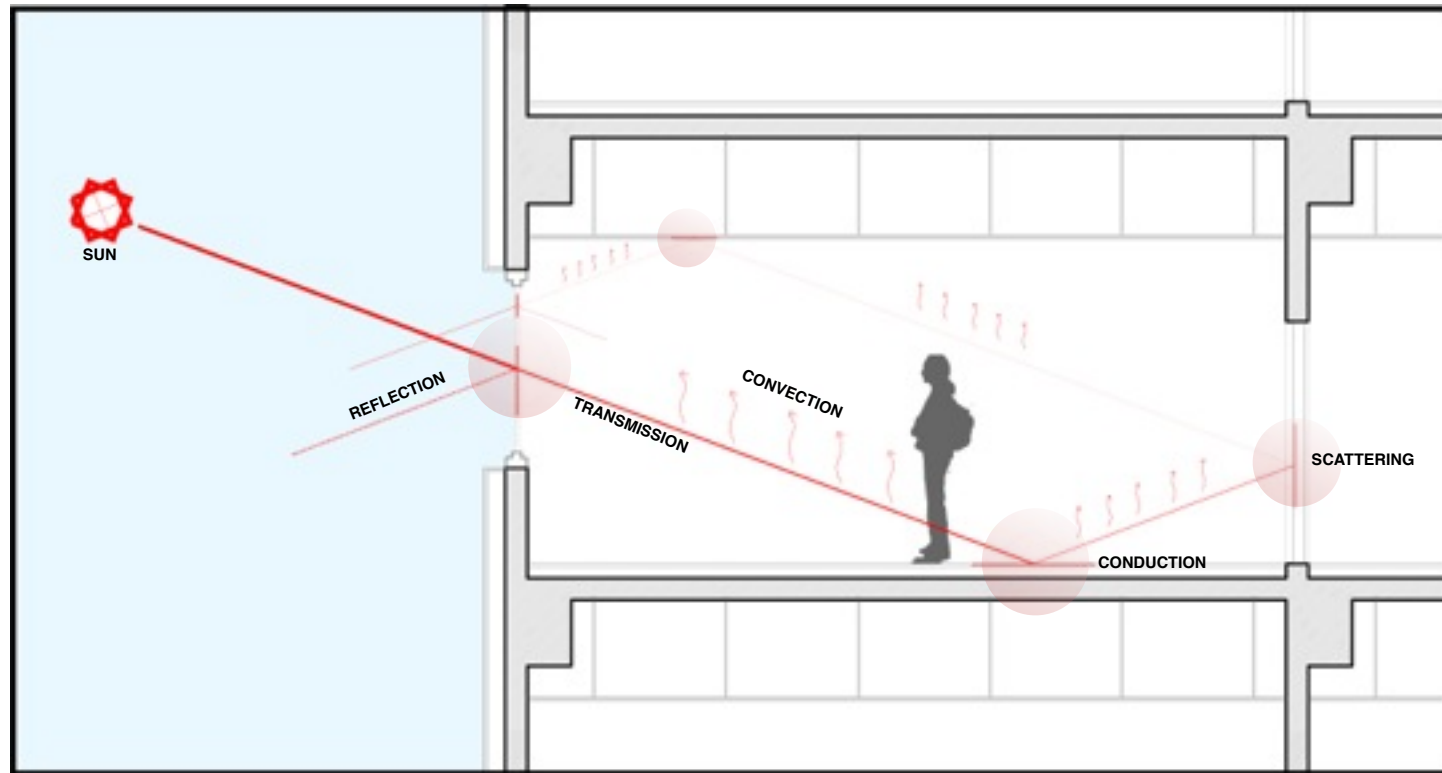 SUN
REFLECTION
TRANSMISSION
CONVECTION
SCATTERING
CONDUCTION